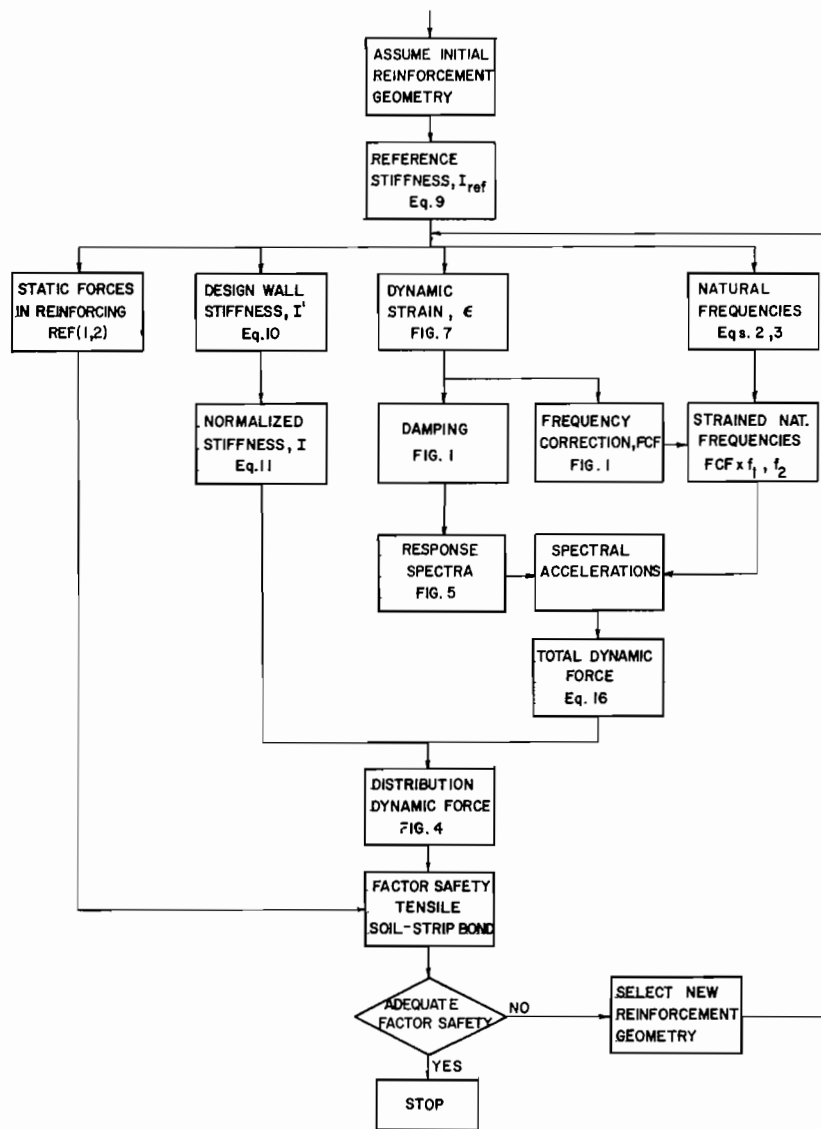 ASSUME INITIAL
REINFORCEMENT
GEOMETRY
REFERENCE
STIFFNESS, I_ref
Eq. 9
STATIC FORCES
IN REINFORCING
REF(1,2)
DESIGN WALL
STIFFNESS, I'
Eq.10
DYNAMIC
STRAIN, ϵ
FIG. 7
NATURAL
FREQUENCIES
Eqs. 2,3
NORMALIZED
STIFFNESS, I
Eq.11
DAMPING
FIG. 1
FREQUENCY
CORRECTION, FCF
FIG. 1
STRAINED NAT.
FREQUENCIES
FCF x f₁, f₂
RESPONSE
SPECTRA
FIG. 5
SPECTRAL
ACCELERATIONS
TOTAL DYNAMIC
FORCE
Eq. 16
DISTRIBUTION
DYNAMIC FORCE
FIG. 4
FACTOR SAFETY
TENSILE
SOIL-STRIP BOND
ADEQUATE
FACTOR SAFETY
NO
SELECT NEW
REINFORCEMENT
GEOMETRY
YES
STOP